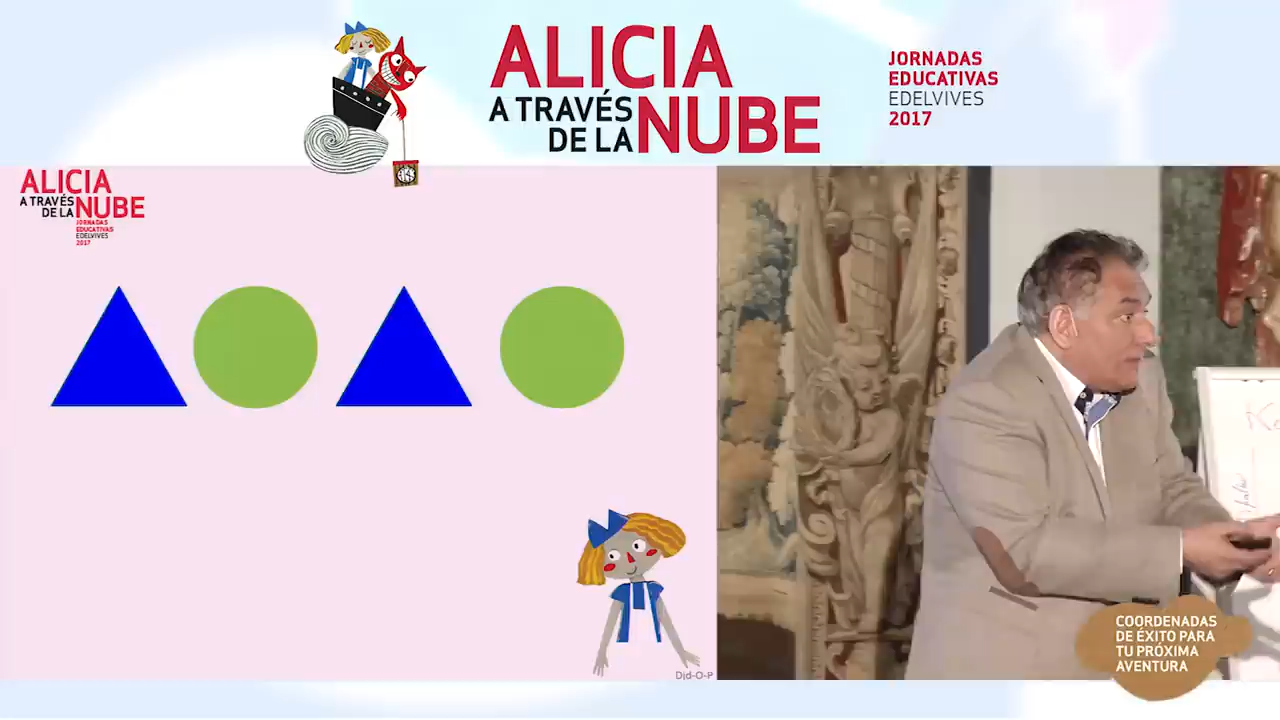 ALICIA
A TRAVÉS
DE LA NUBE
JORNADAS
EDUCATIVAS
EDELVIVES
2017
ALICIA
A TRAVÉS
DE LA NUBE
JORNADAS
EDUCATIVAS
EDELVIVES
2017
Did-O-P
COORDENADAS
DE ÉXITO PARA
TU PRÓXIMA
AVENTURA